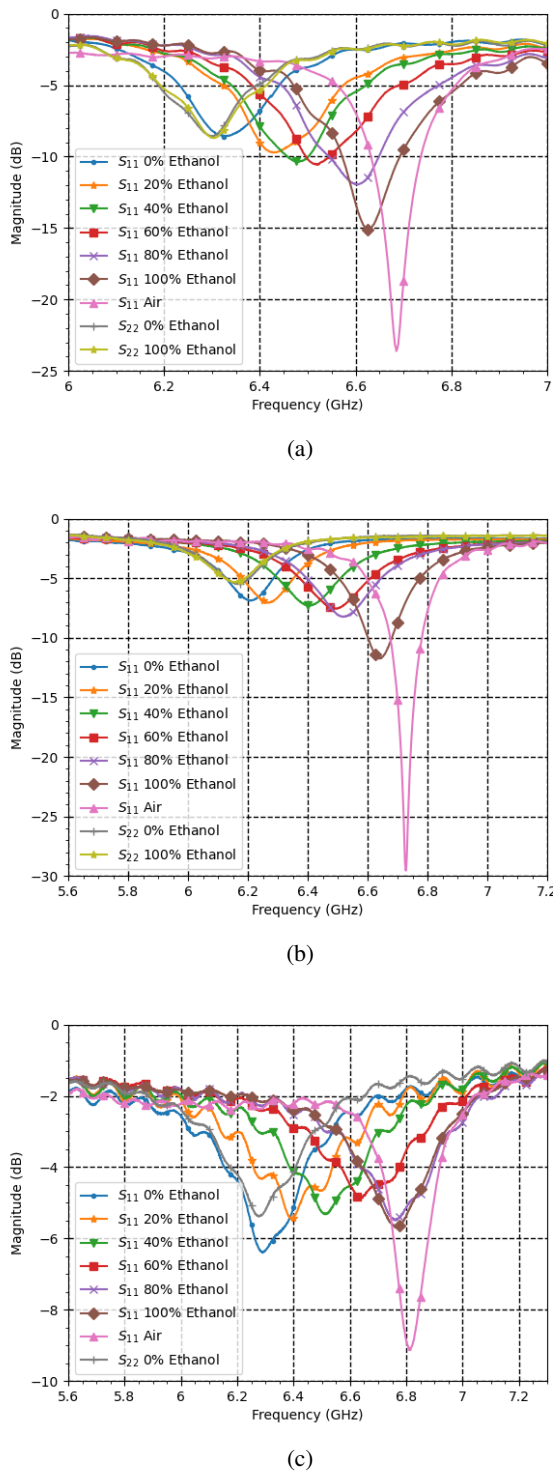 0
−5
−10
−15
−20
−25
Magnitude (dB)
S11 0% Ethanol
S11 20% Ethanol
S11 40% Ethanol
S11 60% Ethanol
S11 80% Ethanol
S11 100% Ethanol
S11 Air
S22 0% Ethanol
S22 100% Ethanol
6 6.2 6.4 6.6 6.8 7
Frequency (GHz)
(a)
0
−5
−10
−15
−20
−25
−30
Magnitude (dB)
S11 0% Ethanol
S11 20% Ethanol
S11 40% Ethanol
S11 60% Ethanol
S11 80% Ethanol
S11 100% Ethanol
S11 Air
S22 0% Ethanol
S22 100% Ethanol
5.6 5.8 6 6.2 6.4 6.6 6.8 7 7.2
Frequency (GHz)
(b)
0
−2
−4
−6
−8
−10
Magnitude (dB)
S11 0% Ethanol
S11 20% Ethanol
S11 40% Ethanol
S11 60% Ethanol
S11 80% Ethanol
S11 100% Ethanol
S11 Air
S22 0% Ethanol
5.6 5.8 6 6.2 6.4 6.6 6.8 7 7.2
Frequency (GHz)
(c)